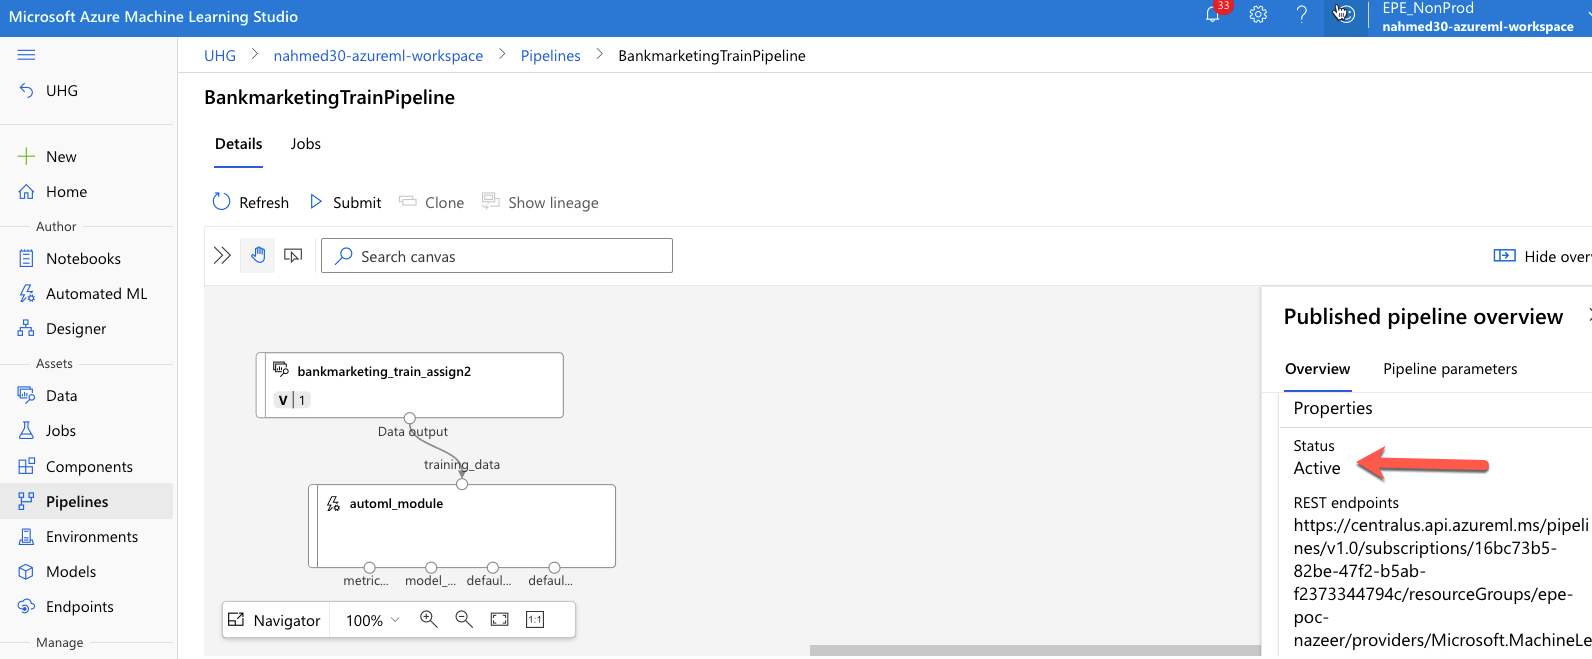 Microsoft Azure Machine Learning Studio
33
EPE_NonProd
nahmed30-azureml-workspace
UHG > nahmed30-azureml-workspace > Pipelines > BankmarketingTrainPipeline
UHG
New
Home
Author
Notebooks
Automated ML
Designer
Assets
Data
Jobs
Components
Pipelines
Environments
Models
Endpoints
Manage
BankmarketingTrainPipeline
Details Jobs
Refresh Submit Clone Show lineage
Search canvas
Hide over
bankmarketing_train_assign2
V 1
Data output
training_data
automl_module
metric... model_... defaul... defaul...
Navigator 100% 1:1
Published pipeline overview
Overview Pipeline parameters
Properties
Status
Active
REST endpoints
https://centralus.api.azureml.ms/pipeli
nes/v1.0/subscriptions/16bc73b5-
82be-47f2-b5ab-
f2373344794c/resourceGroups/epe-
poc-
nazeer/providers/Microsoft.MachineLe